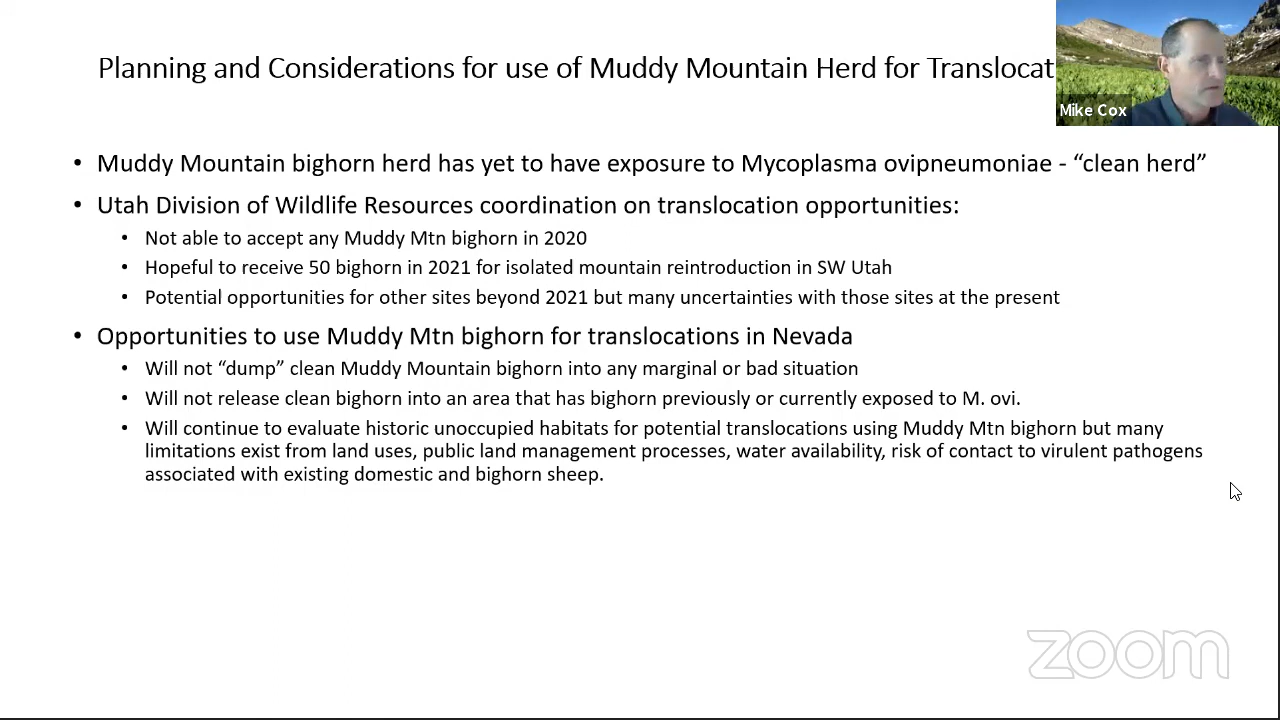 Planning and Considerations for use of Muddy Mountain Herd for Translocat
Mike Cox
• Muddy Mountain bighorn herd has yet to have exposure to Mycoplasma ovipneumoniae - “clean herd”
• Utah Division of Wildlife Resources coordination on translocation opportunities:
• Not able to accept any Muddy Mtn bighorn in 2020
• Hopeful to receive 50 bighorn in 2021 for isolated mountain reintroduction in SW Utah
• Potential opportunities for other sites beyond 2021 but many uncertainties with those sites at the present
• Opportunities to use Muddy Mtn bighorn for translocations in Nevada
• Will not “dump” clean Muddy Mountain bighorn into any marginal or bad situation
• Will not release clean bighorn into an area that has bighorn previously or currently exposed to M. ovi.
• Will continue to evaluate historic unoccupied habitats for potential translocations using Muddy Mtn bighorn but many
limitations exist from land uses, public land management processes, water availability, risk of contact to virulent pathogens
associated with existing domestic and bighorn sheep.
zoom